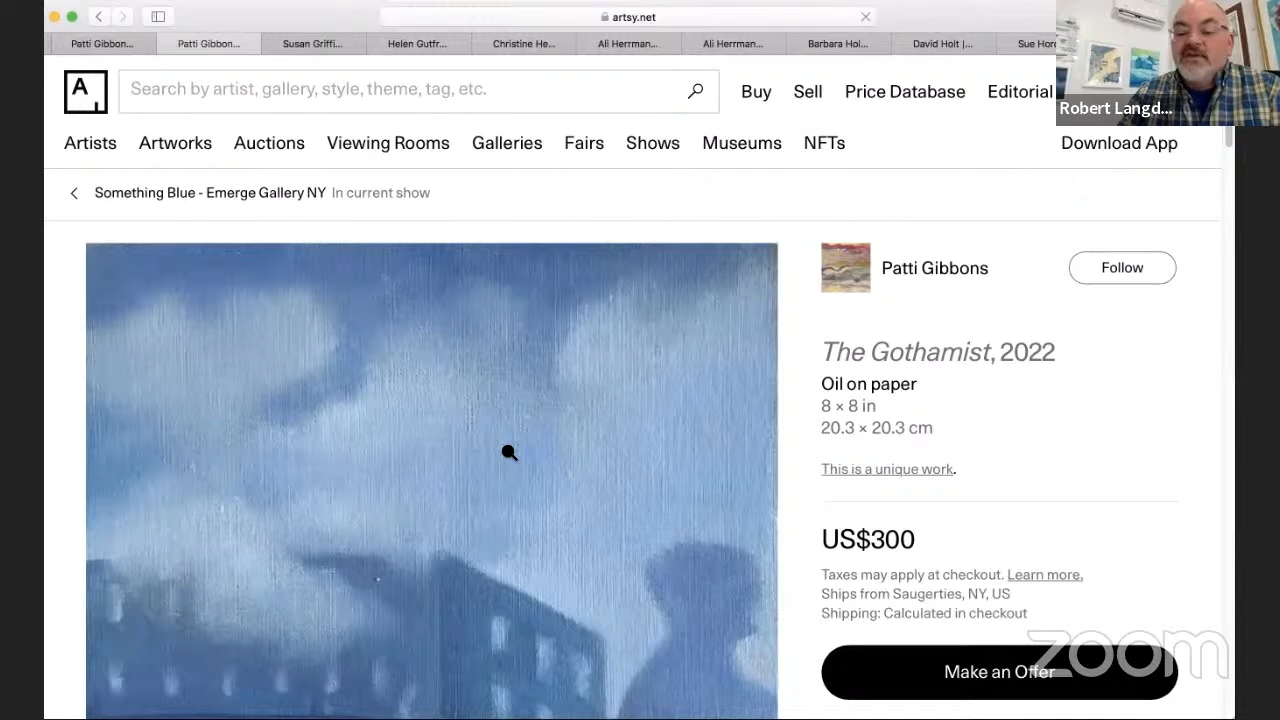 artsy.net
Patti Gibbon...
Patti Gibbon...
Susan Griffi...
Helen Gutfr...
Christine He...
Ali Herrman...
Ali Herrman...
Barbara Hol...
David Holt |...
Sue Hor
A
Search by artist, gallery, style, theme, tag, etc.
Buy Sell Price Database Editorial
Robert Langd...
Artists Artworks Auctions Viewing Rooms Galleries Fairs Shows Museums NFTs Download App
Something Blue - Emerge Gallery NY In current show
Patti Gibbons
Follow
The Gothamist, 2022
Oil on paper
8 × 8 in
20.3 × 20.3 cm
This is a unique work.
US$300
Taxes may apply at checkout. Learn more.
Ships from Saugerties, NY, US
Shipping: Calculated in checkout
zoom
Make an Offer